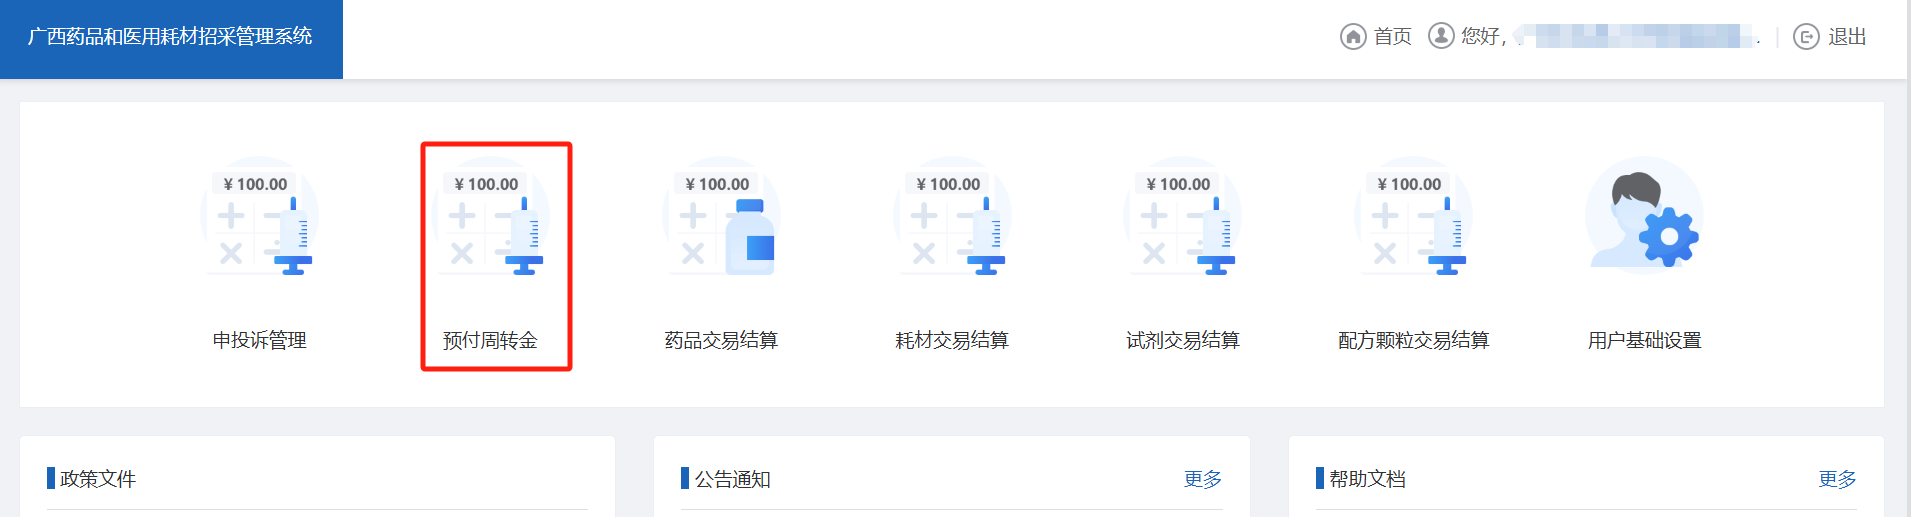 广西药品和医用耗材招采管理系统
首页
您好,
退出
¥ 100.00
¥ 100.00
¥ 100.00
¥ 100.00
¥ 100.00
¥ 100.00
申投诉管理
预付周转金
药品交易结算
耗材交易结算
试剂交易结算
配方颗粒交易结算
用户基础设置
政策文件
公告通知
更多
帮助文档
更多